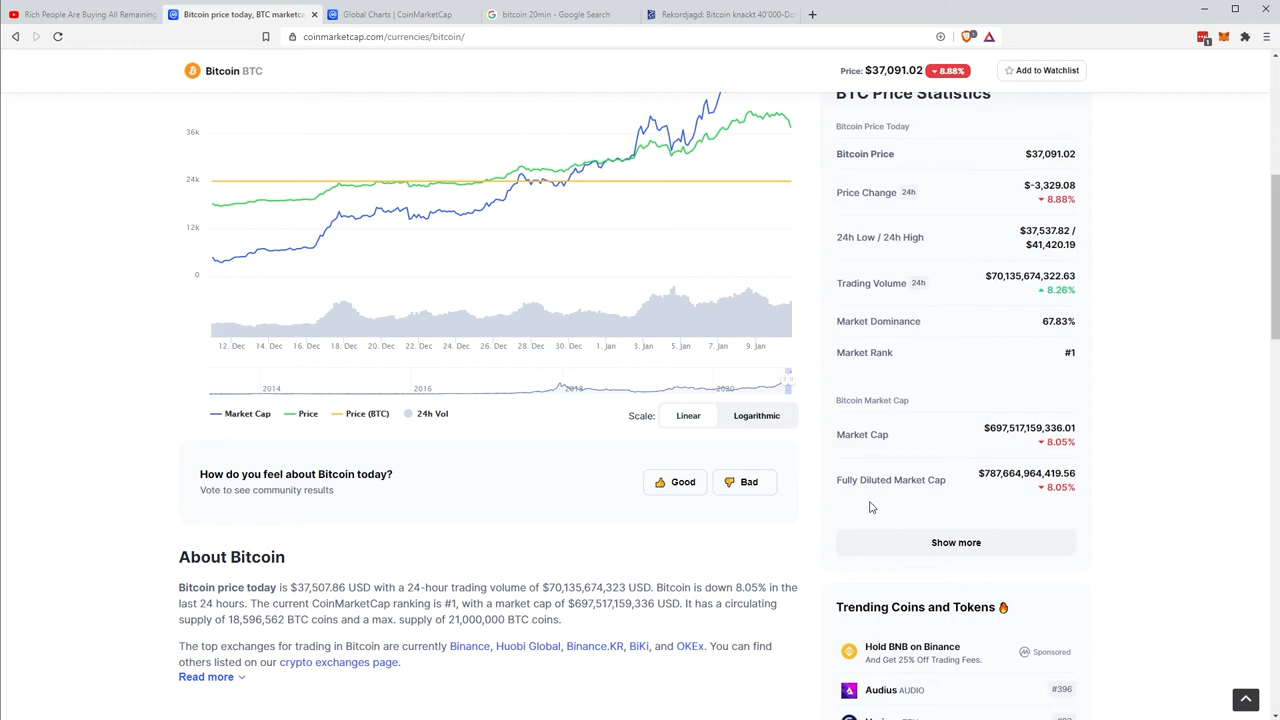 Rich People Are Buying All Remaining
Bitcoin price today, BTC marketca
Global Charts | CoinMarketCap
bitcoin 20min - Google Search
Rekordjagd: Bitcoin knackt 40'000-Do
coinmarketcap.com/currencies/bitcoin/
1
1
Bitcoin BTC
Price: $37,091.02
8.88%
Add to Watchlist
36k
24k
12k
0
12. Dec 14. Dec 16. Dec 18. Dec 20. Dec 22. Dec 24. Dec 26. Dec 28. Dec 30. Dec 1. Jan 3. Jan 5. Jan 7. Jan 9. Jan
2014 2016 2018 2020
Market Cap Price Price (BTC) 24h Vol
Scale: Linear Logarithmic
How do you feel about Bitcoin today?
Vote to see community results
Good Bad
About Bitcoin
Bitcoin price today is $37,507.86 USD with a 24-hour trading volume of $70,135,674,323 USD. Bitcoin is down 8.05% in the
last 24 hours. The current CoinMarketCap ranking is #1, with a market cap of $697,517,159,336 USD. It has a circulating
supply of 18,596,562 BTC coins and a max. supply of 21,000,000 BTC coins.
The top exchanges for trading in Bitcoin are currently Binance, Huobi Global, Binance.KR, BiKi, and OKEx. You can find
others listed on our crypto exchanges page.
Read more
BTC Price Statistics
Bitcoin Price Today
Bitcoin Price $37,091.02
Price Change 24h $-3,329.08
8.88%
24h Low / 24h High $37,537.82 /
$41,420.19
Trading Volume 24h $70,135,674,322.63
8.26%
Market Dominance 67.83%
Market Rank #1
Bitcoin Market Cap
Market Cap $697,517,159,336.01
8.05%
Fully Diluted Market Cap $787,664,964,419.56
8.05%
Show more
Trending Coins and Tokens 🔥
Hold BNB on Binance
And Get 25% Off Trading Fees.
Sponsored
Audius AUDIO #396